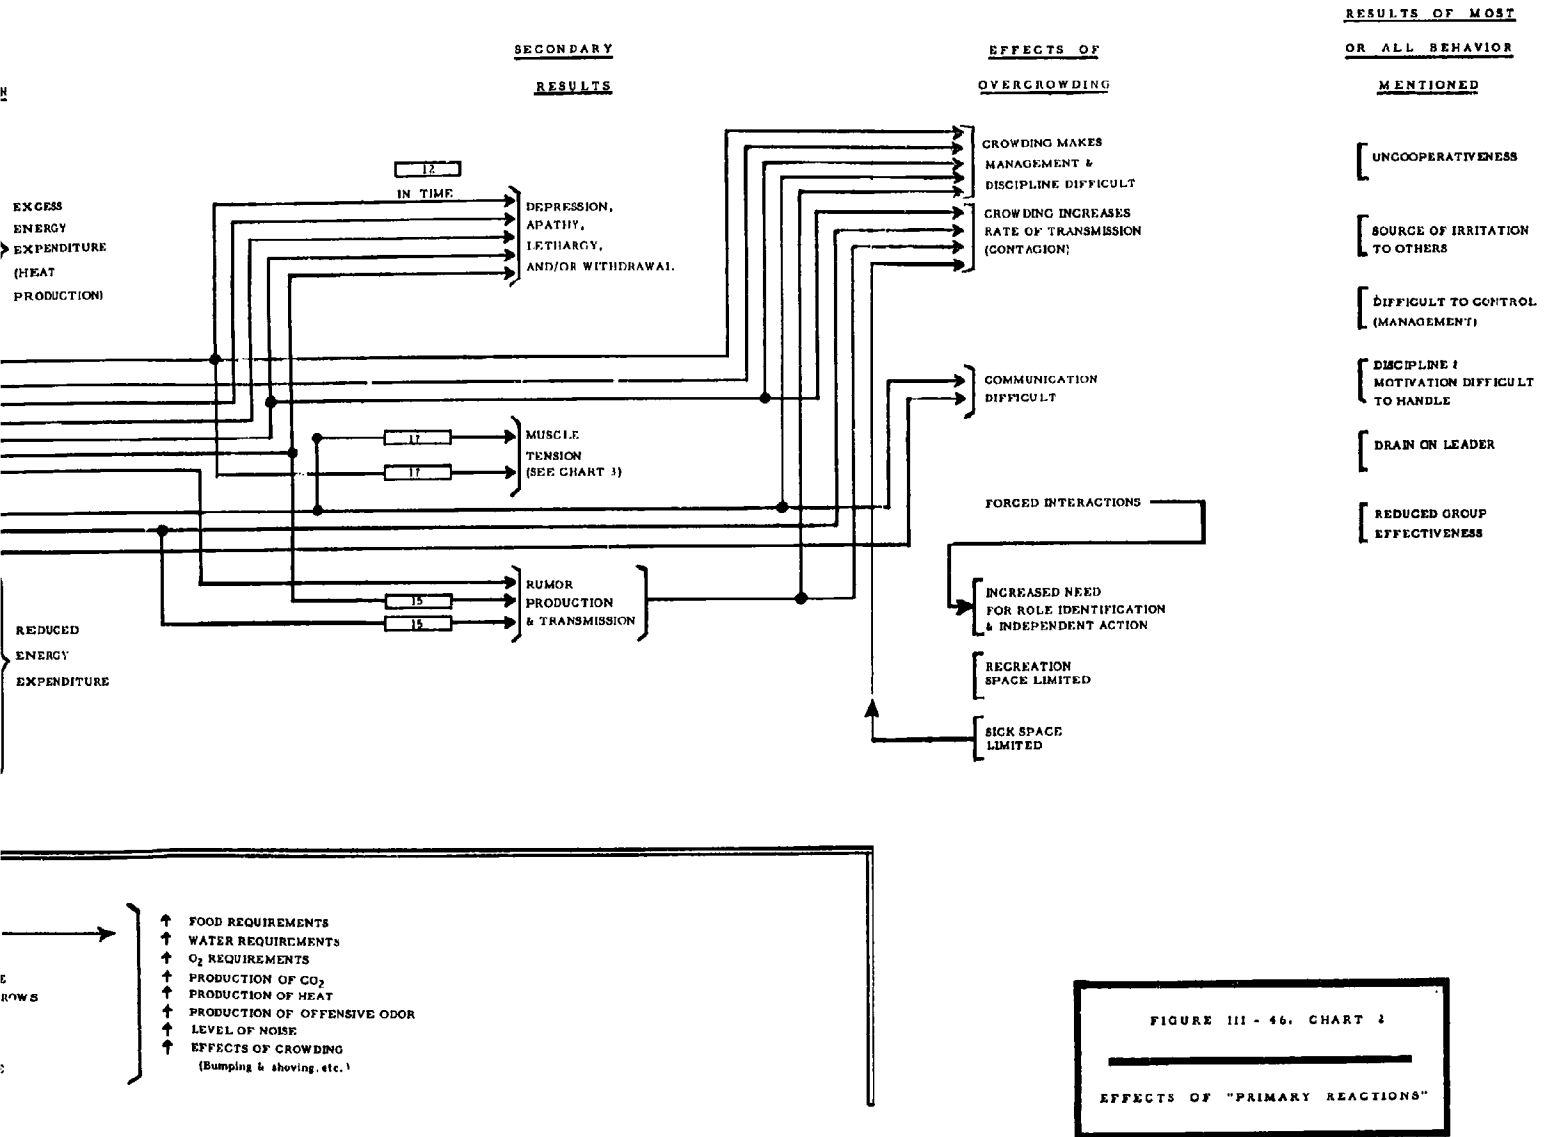 SECONDARY
RESULTS
EFFECTS OF
OVERCROWDING
RESULTS OF MOST
OR ALL BEHAVIOR
MENTIONED
N
EXCESS
ENERGY
EXPENDITURE
(HEAT
PRODUCTION)
12
IN TIME
DEPRESSION,
APATHY,
LETHARGY,
AND/OR WITHDRAWAL
17
MUSCLE
TENSION
17
(SEE CHART 3)
RUMOR
15
PRODUCTION
15
& TRANSMISSION
CROWDING MAKES
MANAGEMENT &
DISCIPLINE DIFFICULT
CROWDING INCREASES
RATE OF TRANSMISSION
(CONTAGION)
COMMUNICATION
DIFFICULT
FORCED INTERACTIONS
INCREASED NEED
FOR ROLE IDENTIFICATION
& INDEPENDENT ACTION
RECREATION
SPACE LIMITED
SICK SPACE
LIMITED
UNCOOPERATIVENESS
SOURCE OF IRRITATION
TO OTHERS
DIFFICULT TO CONTROL
(MANAGEMENT)
DISCIPLINE &
MOTIVATION DIFFICULT
TO HANDLE
DRAIN ON LEADER
REDUCED GROUP
EFFECTIVENESS
REDUCED
ENERGY
EXPENDITURE
E
ROWS
E
↑ FOOD REQUIREMENTS
↑ WATER REQUIREMENTS
↑ O₂ REQUIREMENTS
↑ PRODUCTION OF CO₂
↑ PRODUCTION OF HEAT
↑ PRODUCTION OF OFFENSIVE ODOR
↑ LEVEL OF NOISE
↑ EFFECTS OF CROWDING
(Bumping & shoving, etc.)
FIGURE III - 46. CHART 2
EFFECTS OF "PRIMARY REACTIONS"